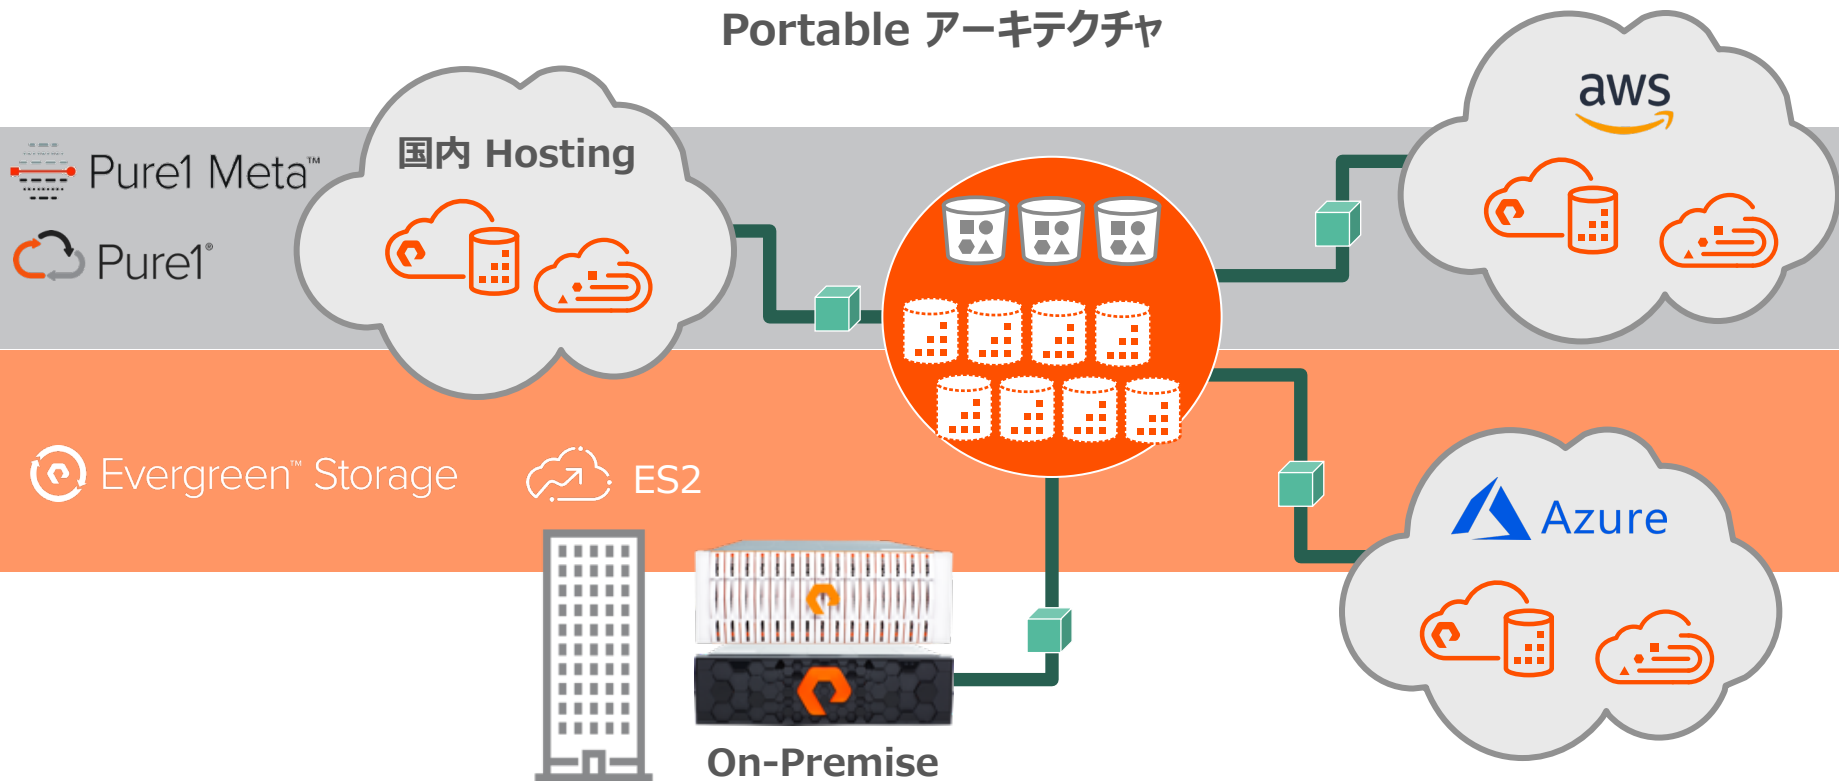 Portable アーキテクチャ
aws
国内 Hosting
Pure1 Meta™
Pure1®
Evergreen™ Storage
ES2
Azure
On-Premise